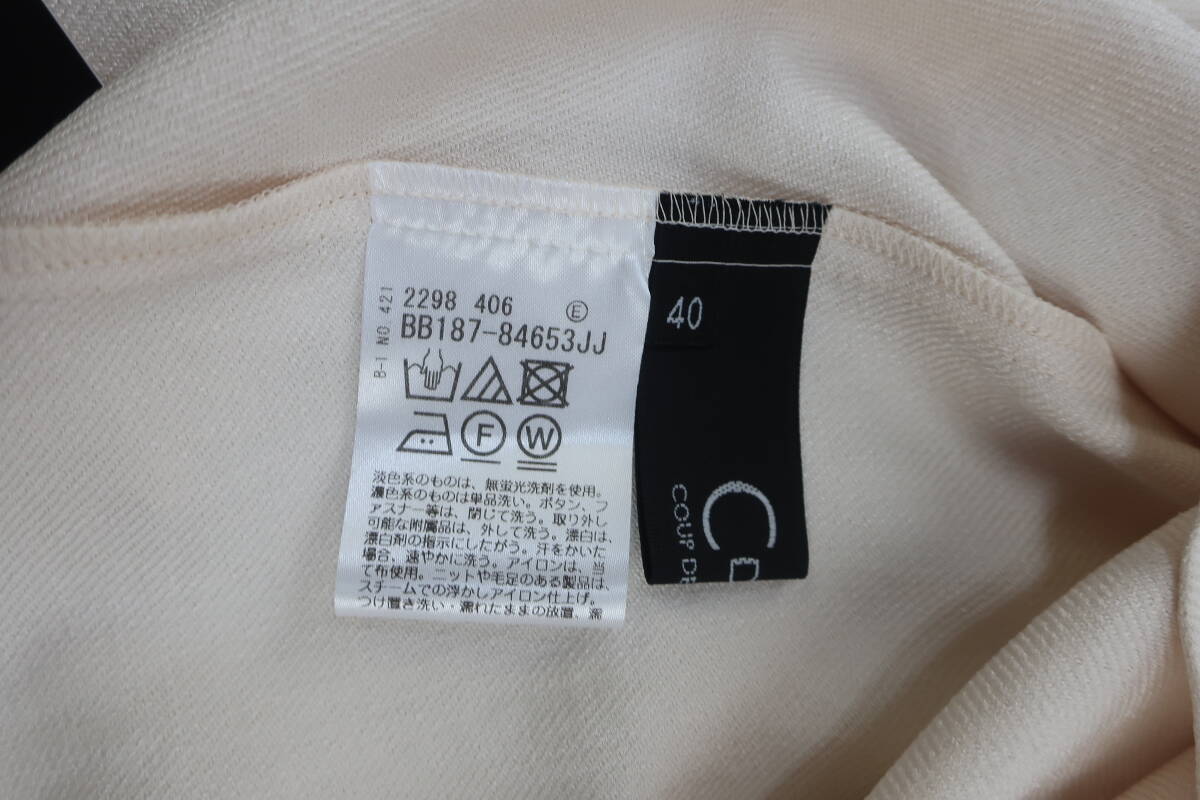 B-1 NO 421
2298 406 Ⓔ
BB187-84653JJ
F W
淡色系のものは、無蛍光洗剤を使用。
濃色系のものは単品洗い。ボタン、フ
ァスナー等は、閉じて洗う。取り外し
可能な附属品は、外して洗う。漂白は、
漂白剤の指示にしたがう。汗をかいた
場合、速やかに洗う。アイロンは、当
て布使用。ニットや毛足のある製品は、
スチームでの浮かしアイロン仕上げ。
つけ置き洗い・濡れたままの放置、濡
40
COUP DE